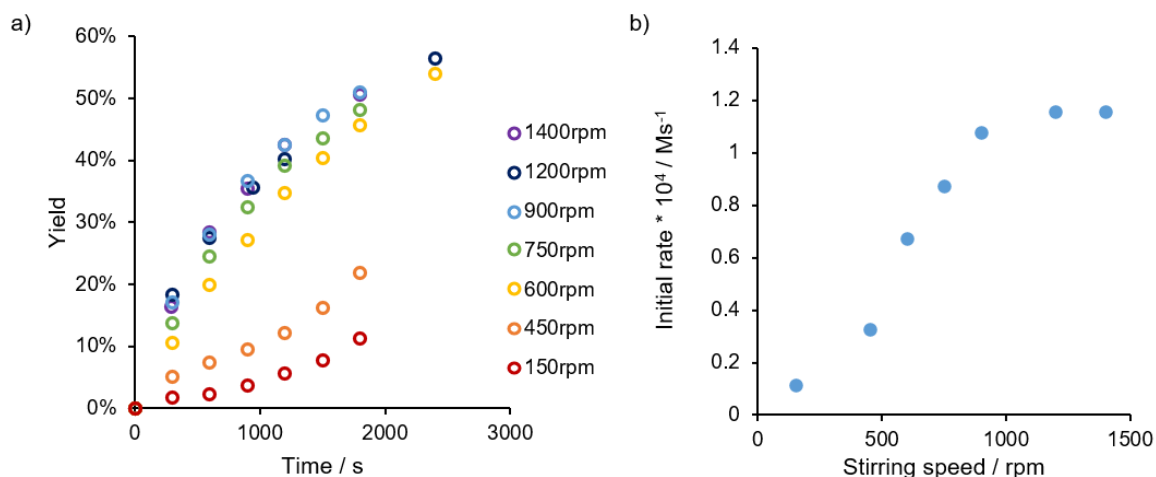 a)
60%
50%
40%
30%
20%
10%
0%
Yield
0 1000 2000 3000
Time / s
1400rpm
1200rpm
900rpm
750rpm
600rpm
450rpm
150rpm
b)
1.4
1.2
1
0.8
0.6
0.4
0.2
0
Initial rate * 10⁴ / Ms⁻¹
0 500 1000 1500
Stirring speed / rpm